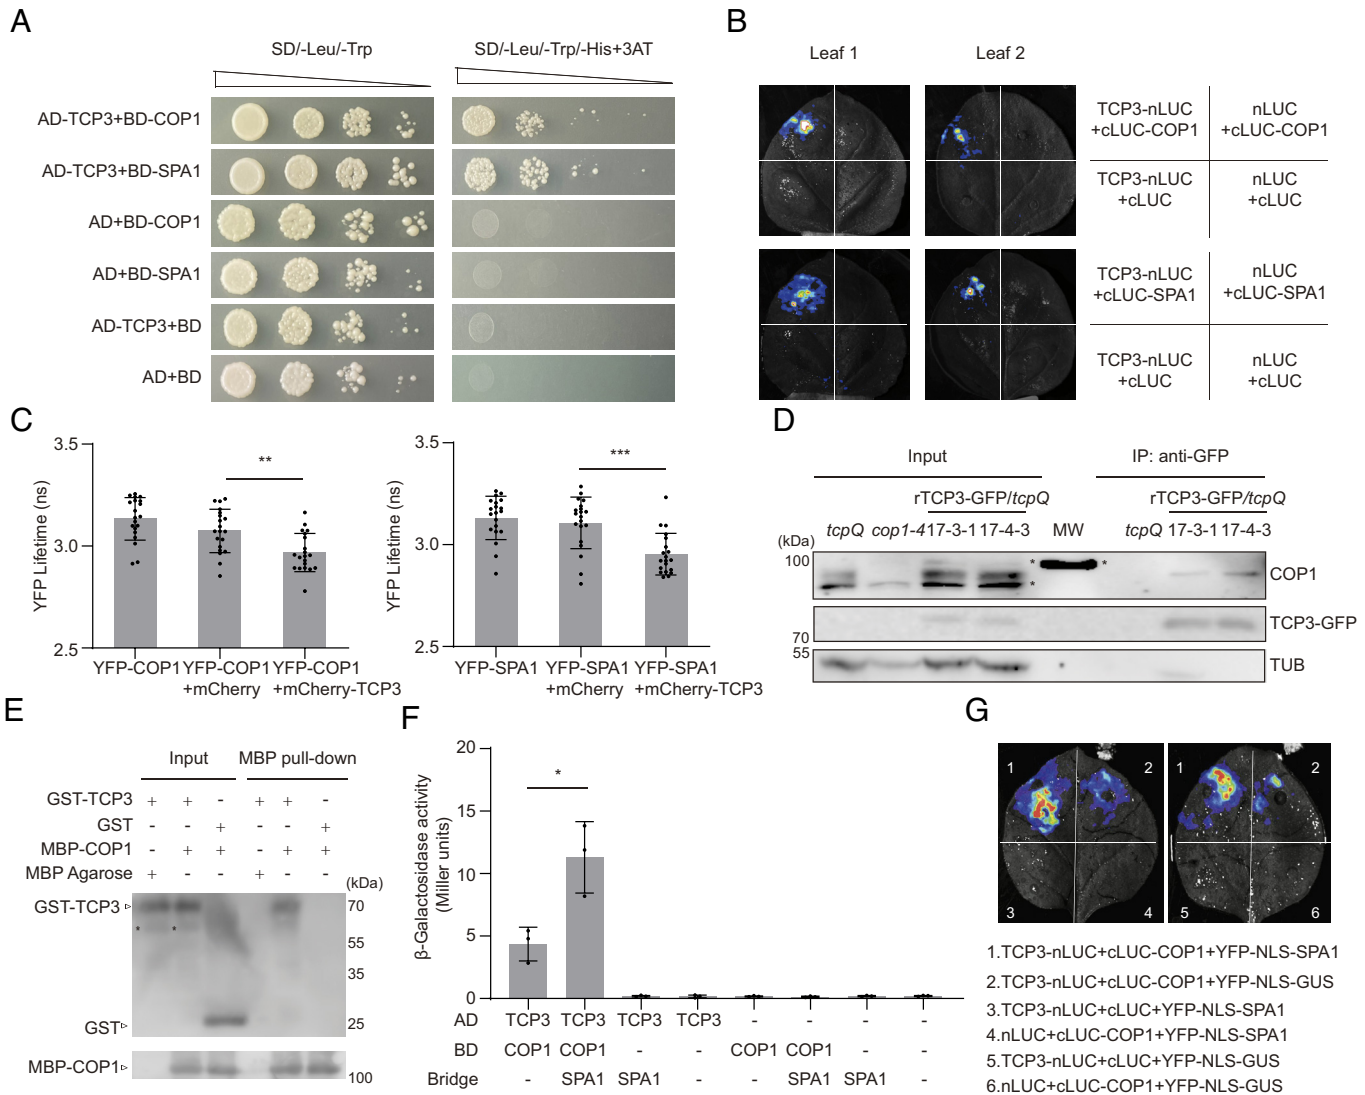 A
SD/-Leu/-Trp
SD/-Leu/-Trp/-His+3AT
AD-TCP3+BD-COP1
AD-TCP3+BD-SPA1
AD+BD-COP1
AD+BD-SPA1
AD-TCP3+BD
AD+BD
B
Leaf 1
Leaf 2
TCP3-nLUC
+cLUC-COP1
nLUC
+cLUC-COP1
TCP3-nLUC
+cLUC
nLUC
+cLUC
TCP3-nLUC
+cLUC-SPA1
nLUC
+cLUC-SPA1
TCP3-nLUC
+cLUC
nLUC
+cLUC
C
YFP Lifetime (ns)
3.5
3.0
2.5
**
YFP-COP1
YFP-COP1
+mCherry
YFP-COP1
+mCherry-TCP3
YFP Lifetime (ns)
3.5
3.0
2.5
***
YFP-SPA1
YFP-SPA1
+mCherry
YFP-SPA1
+mCherry-TCP3
D
Input
IP: anti-GFP
rTCP3-GFP/tcpQ
rTCP3-GFP/tcpQ
tcpQ cop1-4 17-3-1 17-4-3 MW tcpQ 17-3-1 17-4-3
(kDa)
100
* *
*
COP1
TCP3-GFP
70
55
TUB
E
Input
MBP pull-down
GST-TCP3 + + - + + -
GST - - + - - +
MBP-COP1 - + + - + +
MBP Agarose + - - + - -
(kDa)
GST-TCP3
70
* *
55
35
GST
25
MBP-COP1
100
F
β-Galactosidase activity
(Miller units)
20
15
10
5
0
*
AD TCP3 TCP3 TCP3 TCP3 - - - -
BD COP1 COP1 - - COP1 COP1 - -
Bridge - SPA1 SPA1 - - SPA1 SPA1 -
G
1 2
3 4
1 2
5 6
1.TCP3-nLUC+cLUC-COP1+YFP-NLS-SPA1
2.TCP3-nLUC+cLUC-COP1+YFP-NLS-GUS
3.TCP3-nLUC+cLUC+YFP-NLS-SPA1
4.nLUC+cLUC-COP1+YFP-NLS-SPA1
5.TCP3-nLUC+cLUC+YFP-NLS-GUS
6.nLUC+cLUC-COP1+YFP-NLS-GUS